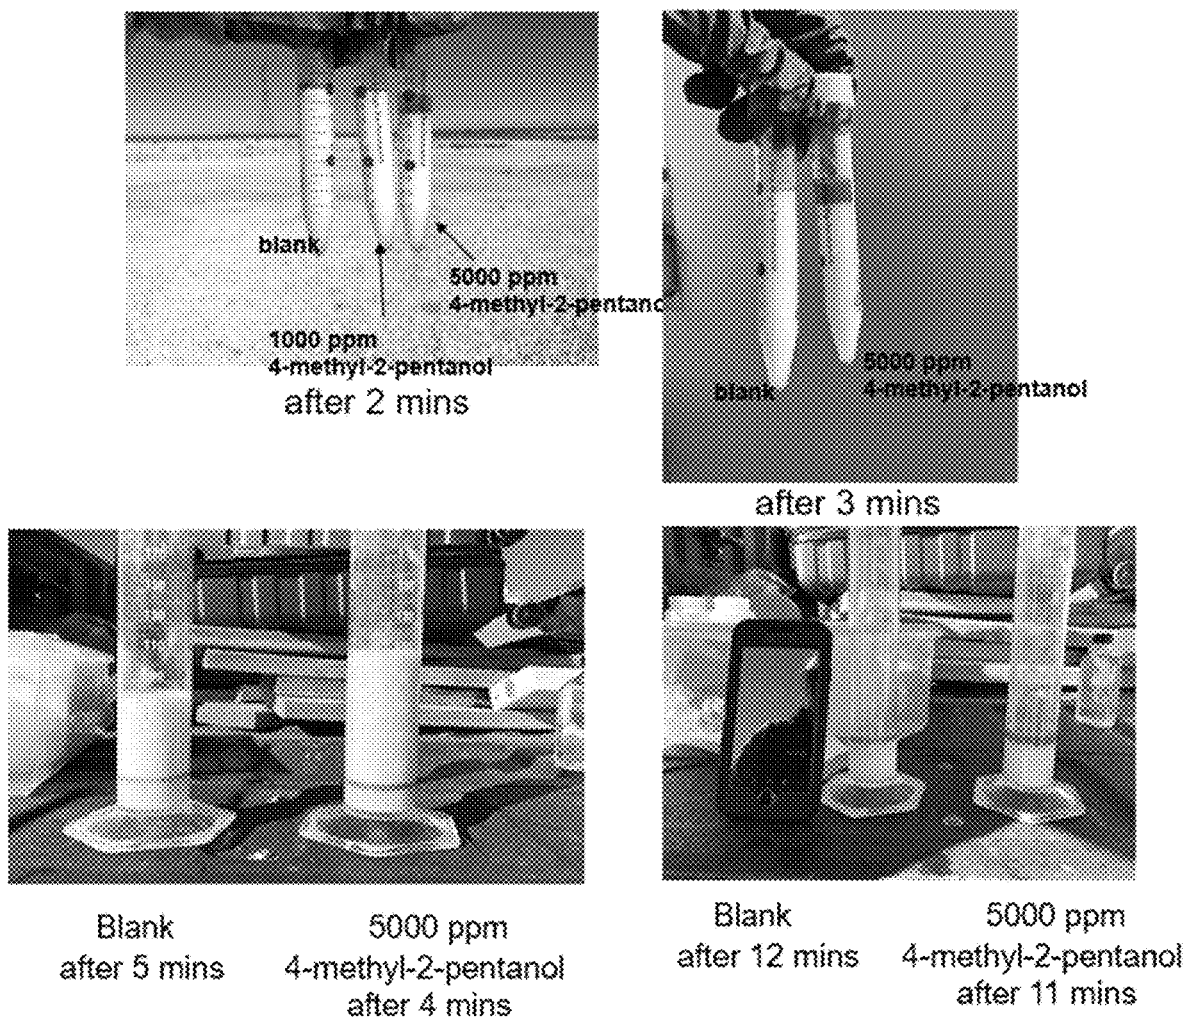 blank
5000 ppm
4-methyl-2-pentanol
1000 ppm
4-methyl-2-pentanol
after 2 mins
blank
5000 ppm
4-methyl-2-pentanol
after 3 mins
Blank
after 5 mins
5000 ppm
4-methyl-2-pentanol
after 4 mins
Blank
after 12 mins
5000 ppm
4-methyl-2-pentanol
after 11 mins